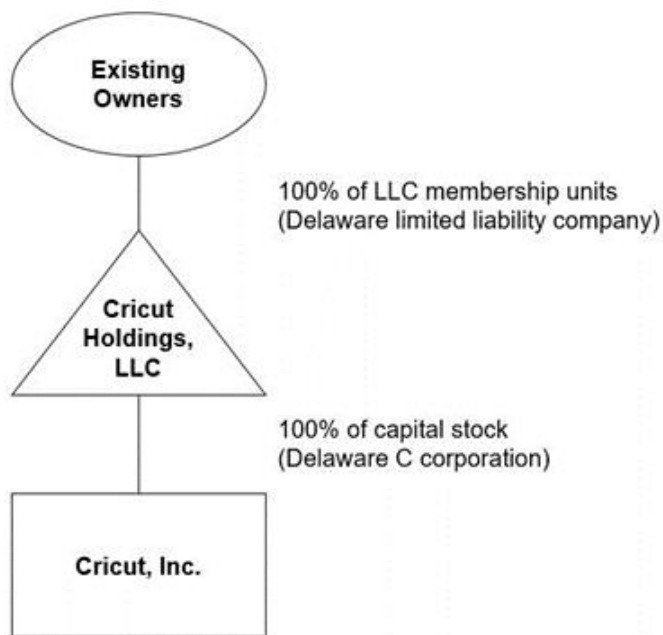 Existing
Owners
100% of LLC membership units
(Delaware limited liability company)
Cricut
Holdings,
LLC
100% of capital stock
(Delaware C corporation)
Cricut, Inc.